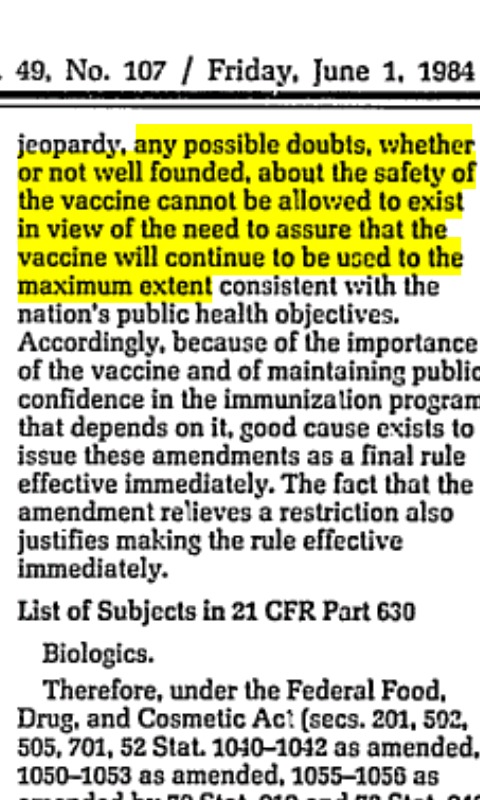 . 49, No. 107 / Friday, June 1, 1984
jeopardy, any possible doubts, whether
or not well founded, about the safety of
the vaccine cannot be allowed to exist
in view of the need to assure that the
vaccine will continue to be used to the
maximum extent consistent with the
nation's public health objectives.
Accordingly, because of the importance
of the vaccine and of maintaining public
confidence in the immunization program
that depends on it, good cause exists to
issue these amendments as a final rule
effective immediately. The fact that the
amendment relieves a restriction also
justifies making the rule effective
immediately.
List of Subjects in 21 CFR Part 630
Biologics.
Therefore, under the Federal Food,
Drug, and Cosmetic Act (secs. 201, 502,
505, 701, 52 Stat. 1040–1042 as amended,
1050–1053 as amended, 1055–1056 as